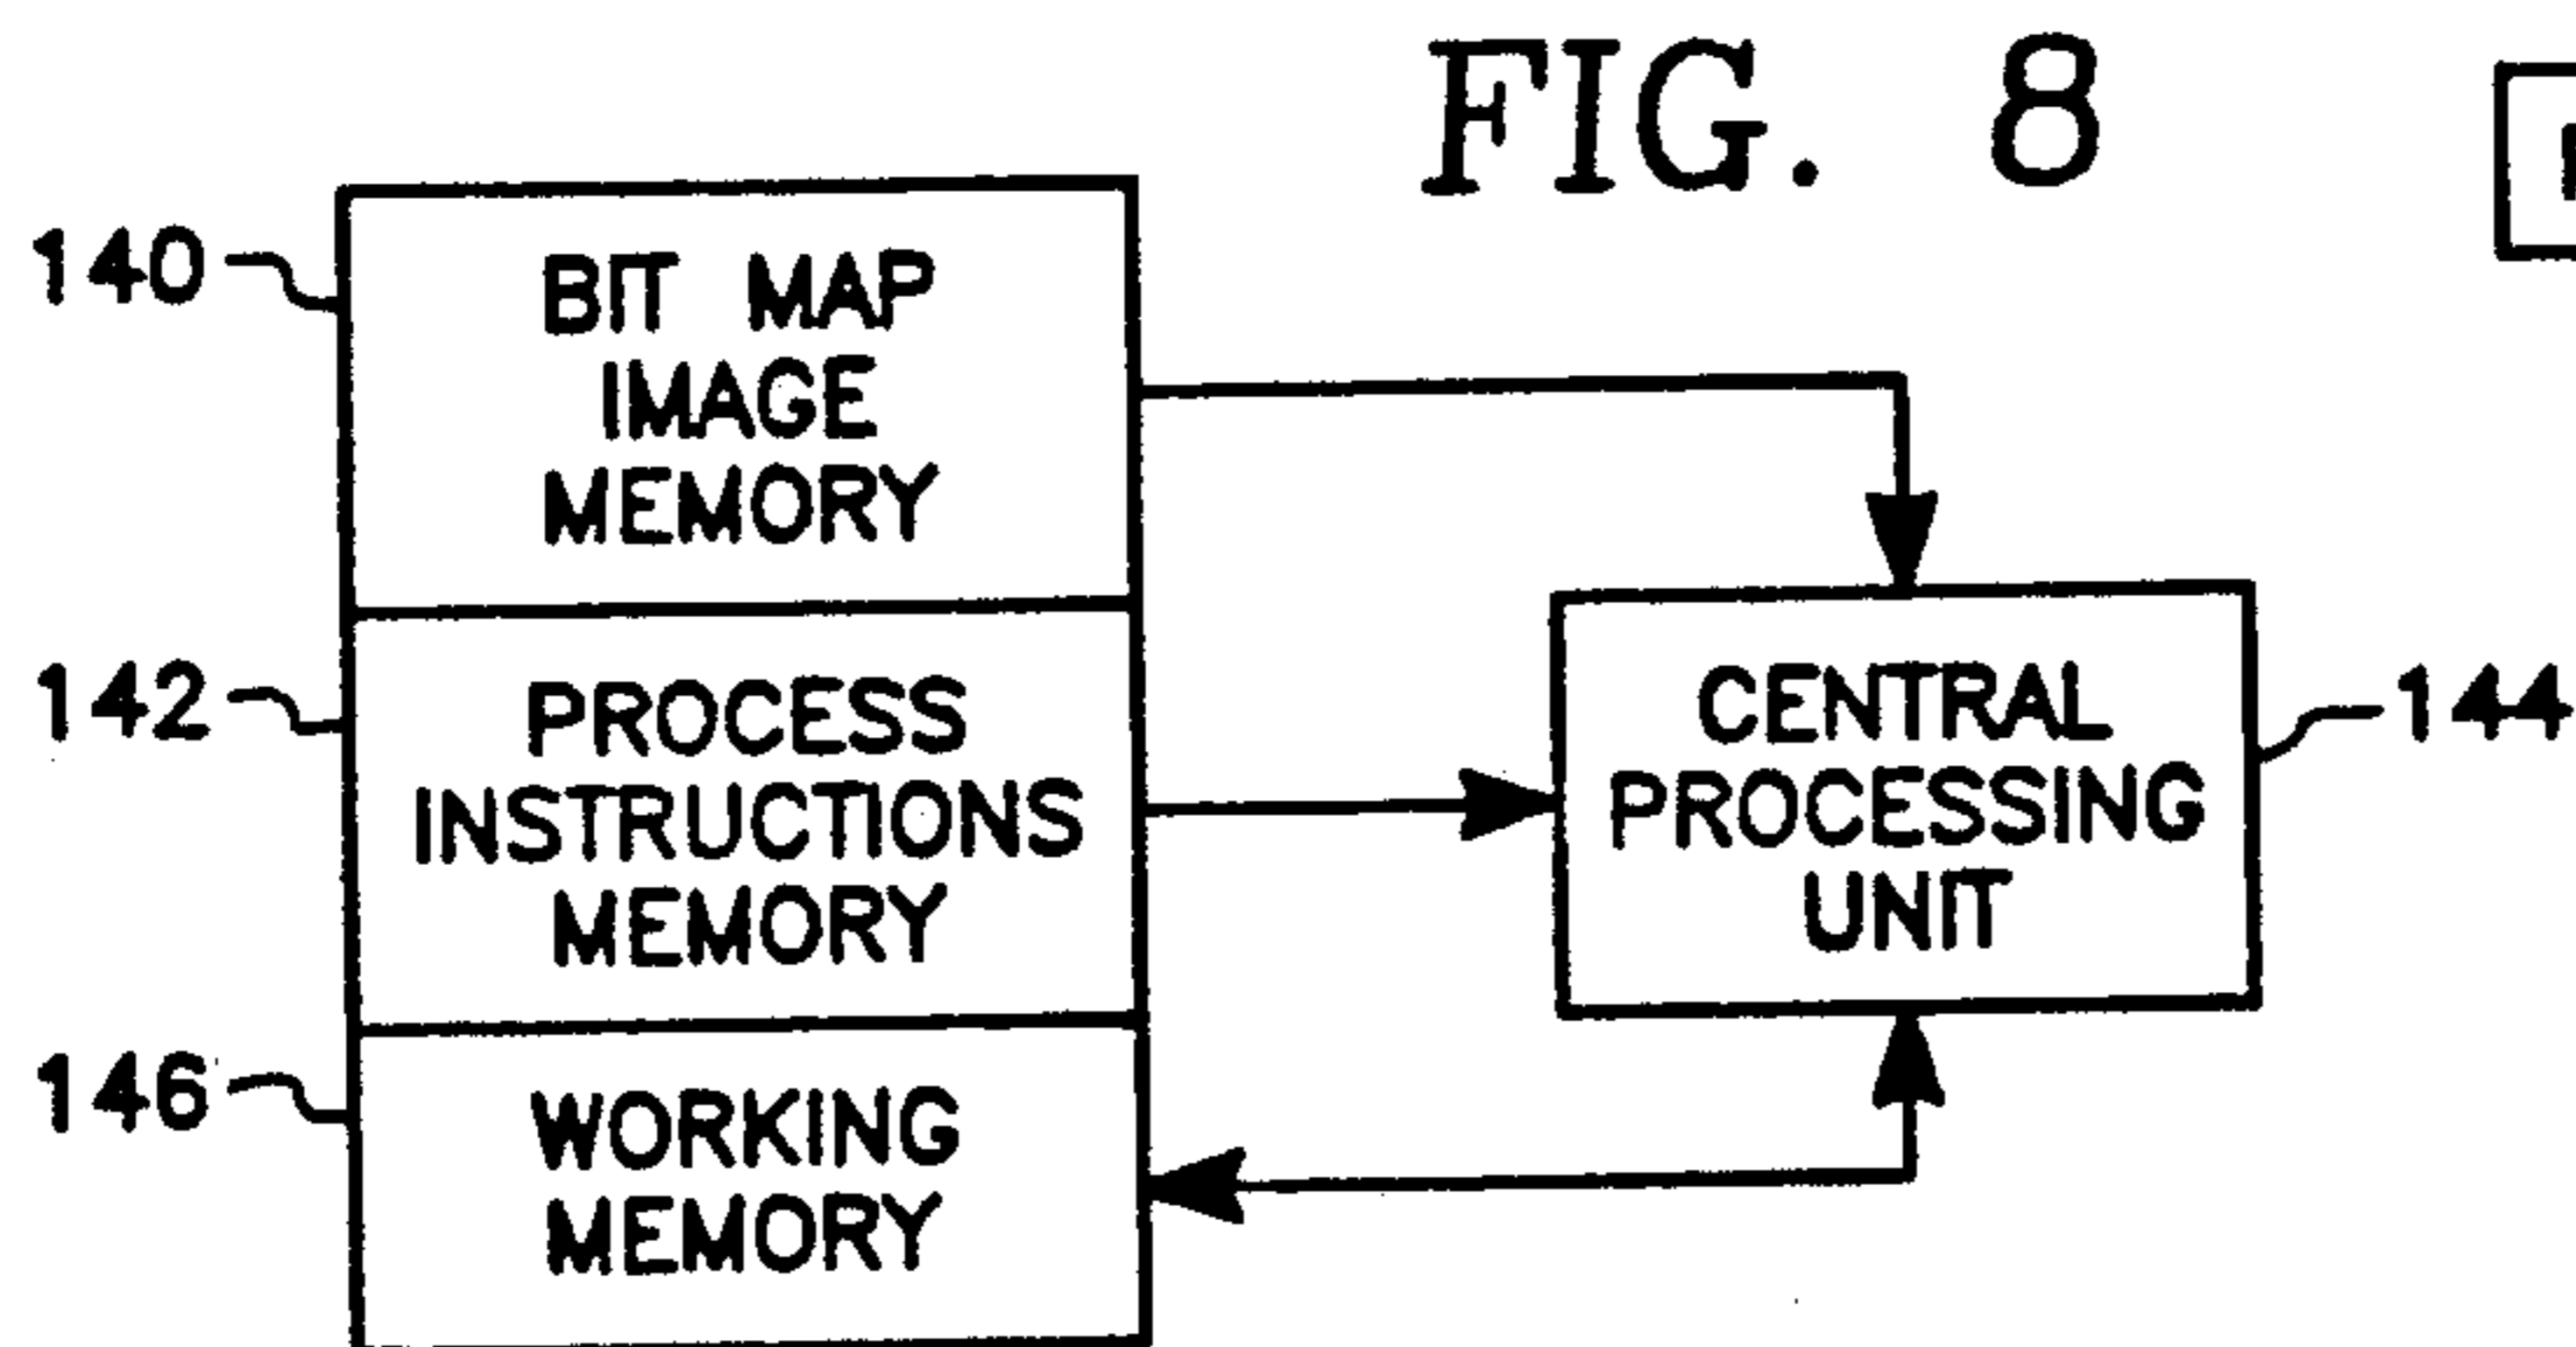 FIG. 8
140
BIT MAP
IMAGE
MEMORY
142
PROCESS
INSTRUCTIONS
MEMORY
CENTRAL
PROCESSING
UNIT
144
146
WORKING
MEMORY